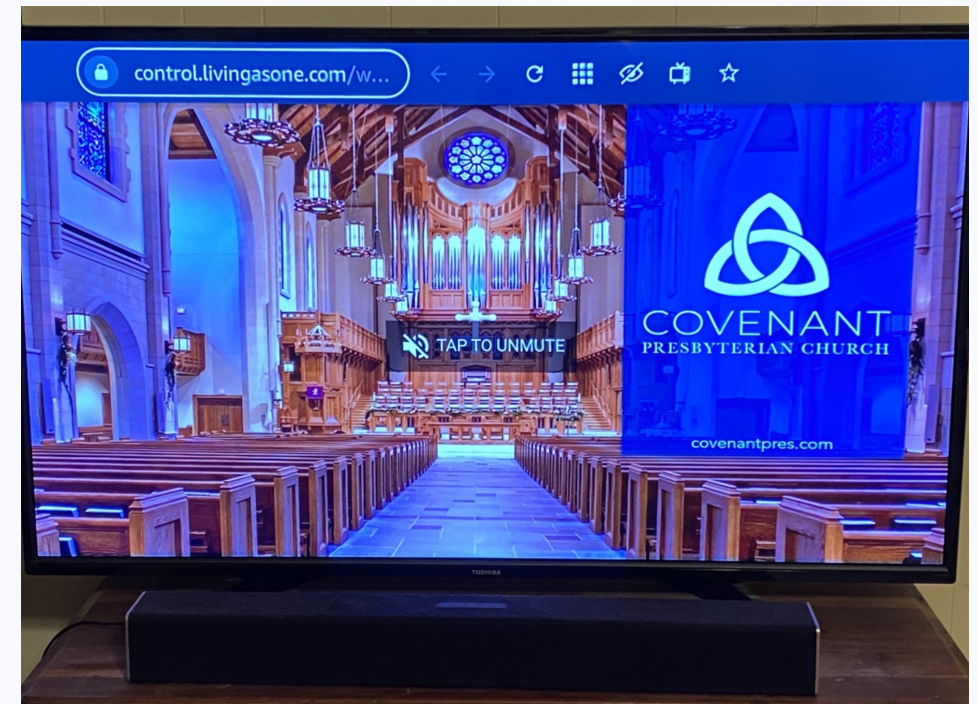 control.livingasone.com/w...
TAP TO UNMUTE
COVENANT
PRESBYTERIAN CHURCH
covenantpres.com
TOSHIBA